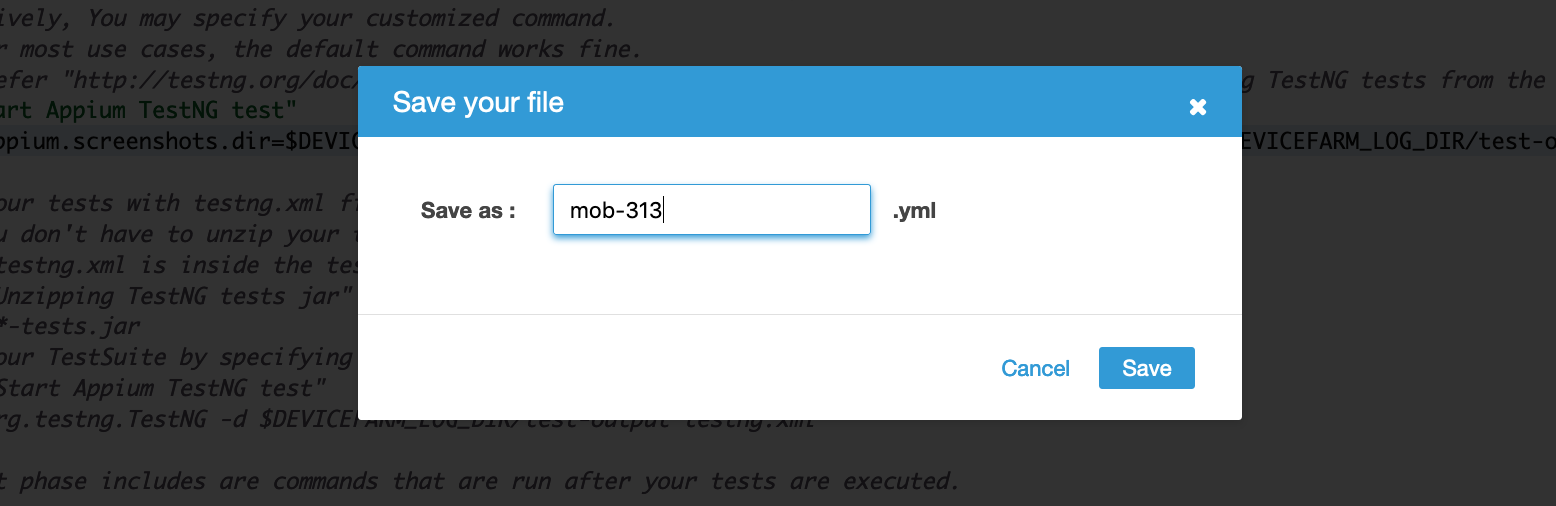 ively, You may specify your customized command.
r most use cases, the default command works fine.
efer "http://testng.org/doc/
g TestNG tests from the
art Appium TestNG test"
ppium.screenshots.dir=$DEVIC
EVICEFARM_LOG_DIR/test-o
Save your file
Save as :
mob-313
.yml
our tests with testng.xml f
u don't have to unzip your
testng.xml is inside the tes
Unzipping TestNG tests jar"
*-tests.jar
our TestSuite by specifying
Start Appium TestNG test"
rg.testng.TestNG -d $DEVICEFARM_LOG_DIR/test-output testng.xml
Cancel
Save
t phase includes are commands that are run after your tests are executed.